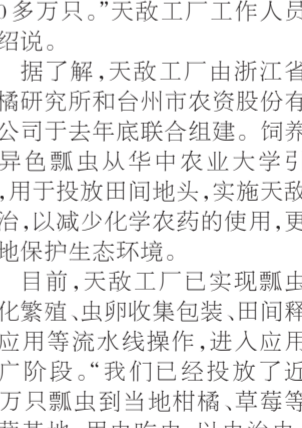 0多万只。”天敌工厂工作人员
绍说。
据了解，天敌工厂由浙江省
橘研究所和台州市农资股份有
公司于去年底联合组建。饲养
异色瓢虫从华中农业大学引
，用于投放田间地头，实施天敌
治，以减少化学农药的使用，更
地保护生态环境。
目前，天敌工厂已实现瓢虫
化繁殖、虫卵收集包装、田间释
应用等流水线操作，进入应用
广阶段。“我们已经投放了近
万只瓢虫到当地柑橘、草莓等